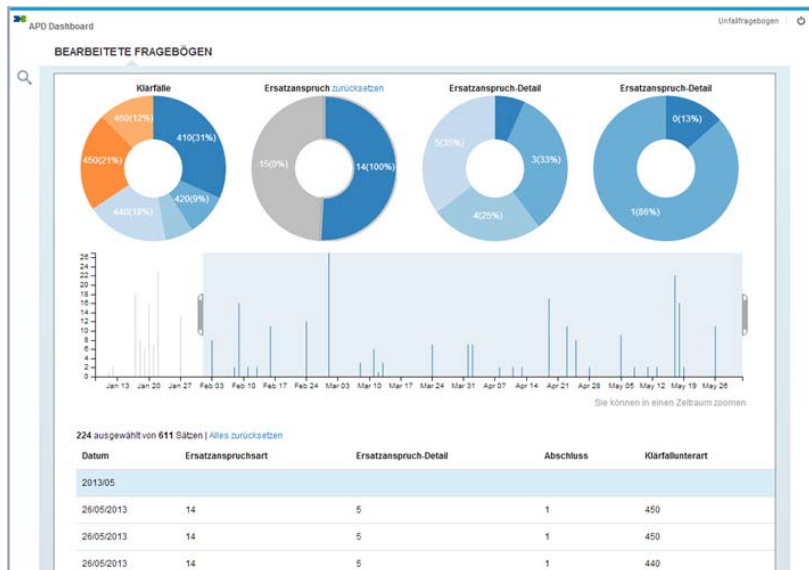 APD Dashboard
Unfallfragebogen
BEARBEITETE FRAGEBÖGEN
Klärfälle
Ersatzanspruch zurücksetzen
Ersatzanspruch-Detail
Ersatzanspruch-Detail
460(12%)
410(31%)
450(21%)
420(9%)
440(18%)
15(0%)
14(100%)
5(35%)
3(33%)
4(25%)
0(13%)
1(86%)
26
24
22
20
18
16
14
12
10
8
6
4
2
0
Jan 13 Jan 20 Jan 27 Feb 03 Feb 10 Feb 17 Feb 24 Mar 03 Mar 10 Mar 17 Mar 24 Mar 31 Apr 07 Apr 14 Apr 21 Apr 28 May 05 May 12 May 19 May 26
Sie können in einen Zeitraum zoomen
224 ausgewählt von 611 Sätzen | Alles zurücksetzen
Datum Ersatzanspruchsart Ersatzanspruch-Detail Abschluss Klärfallunterart
2013/05
26/05/2013 14 5 1 450
26/05/2013 14 5 1 450
26/05/2013 14 5 1 440